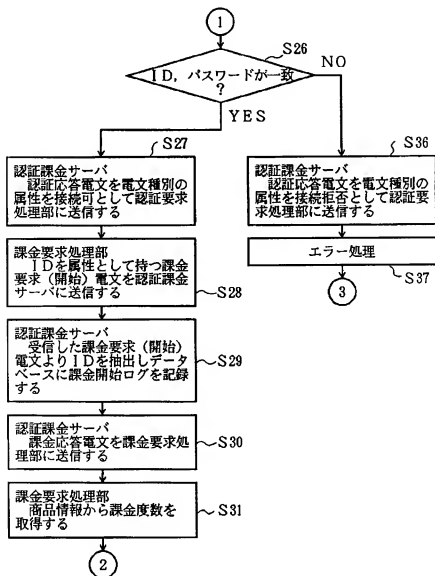 1
S26
ID，パスワードが一致
？
NO
YES
S27
認証課金サーバ
認証応答電文を電文種別の
属性を接続可として認証要求
処理部に送信する
課金要求処理部
IDを属性として持つ課金
要求（開始）電文を認証課金
サーバに送信する
S28
認証課金サーバ
受信した課金要求（開始）
電文よりIDを抽出しデータ
ベースに課金開始ログを記録
する
S29
認証課金サーバ
課金応答電文を課金要求処
理部に送信する
S30
課金要求処理部
商品情報から課金度数を
取得する
S31
2
S36
認証課金サーバ
認証応答電文を電文種別の
属性を接続拒否として認証要
求処理部に送信する
エラー処理
S37
3